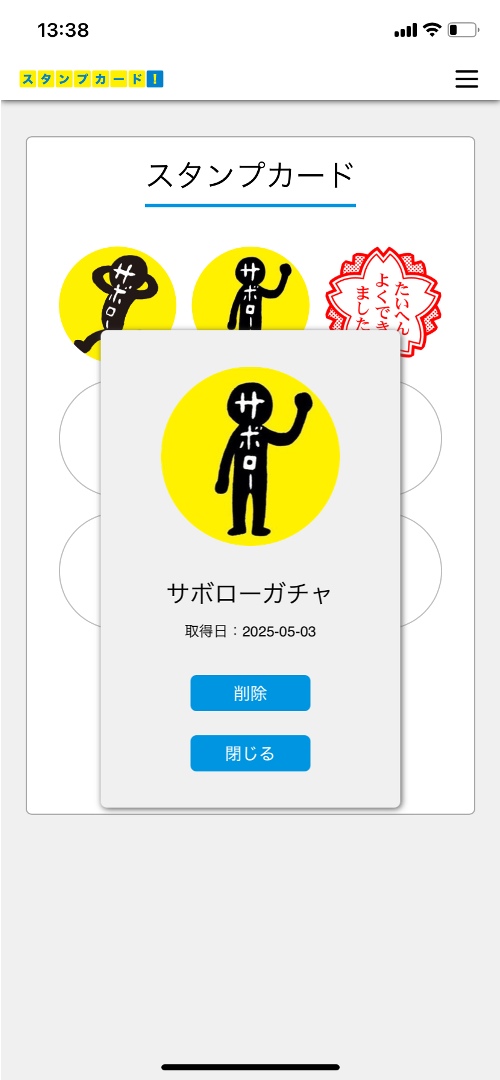 13:38
スタンプカード!
スタンプカード
サボロー
サボロー
たいへん
よくでき
ました
サボロー
サボローガチャ
取得日：2025-05-03
削除
閉じる